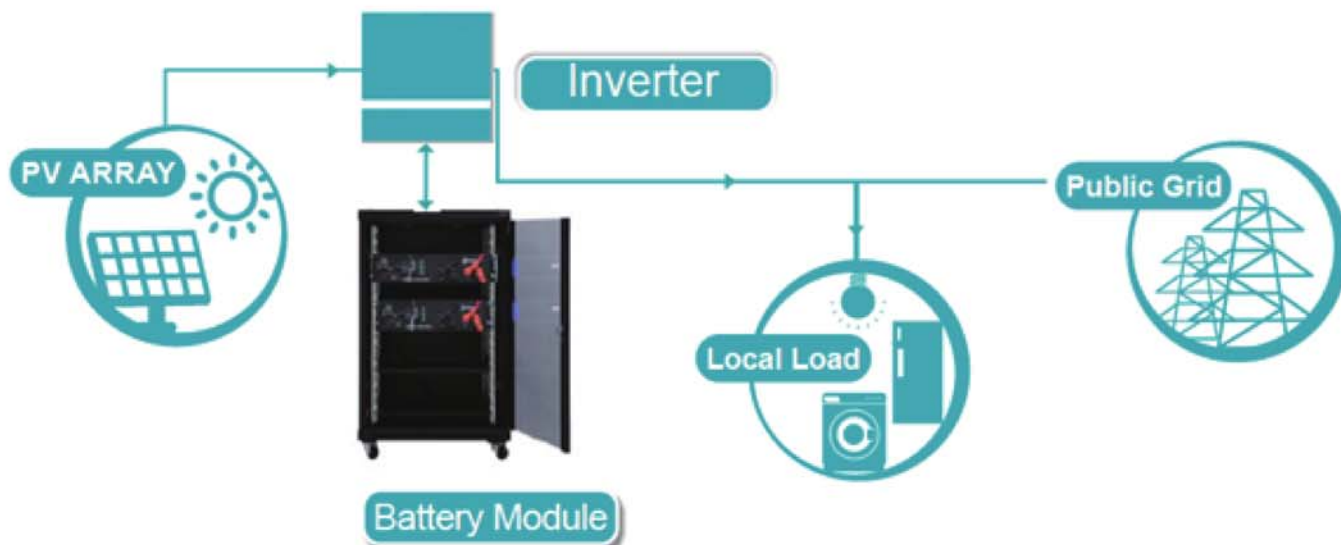 Inverter
PV ARRAY
Public Grid
Local Load
Battery Module